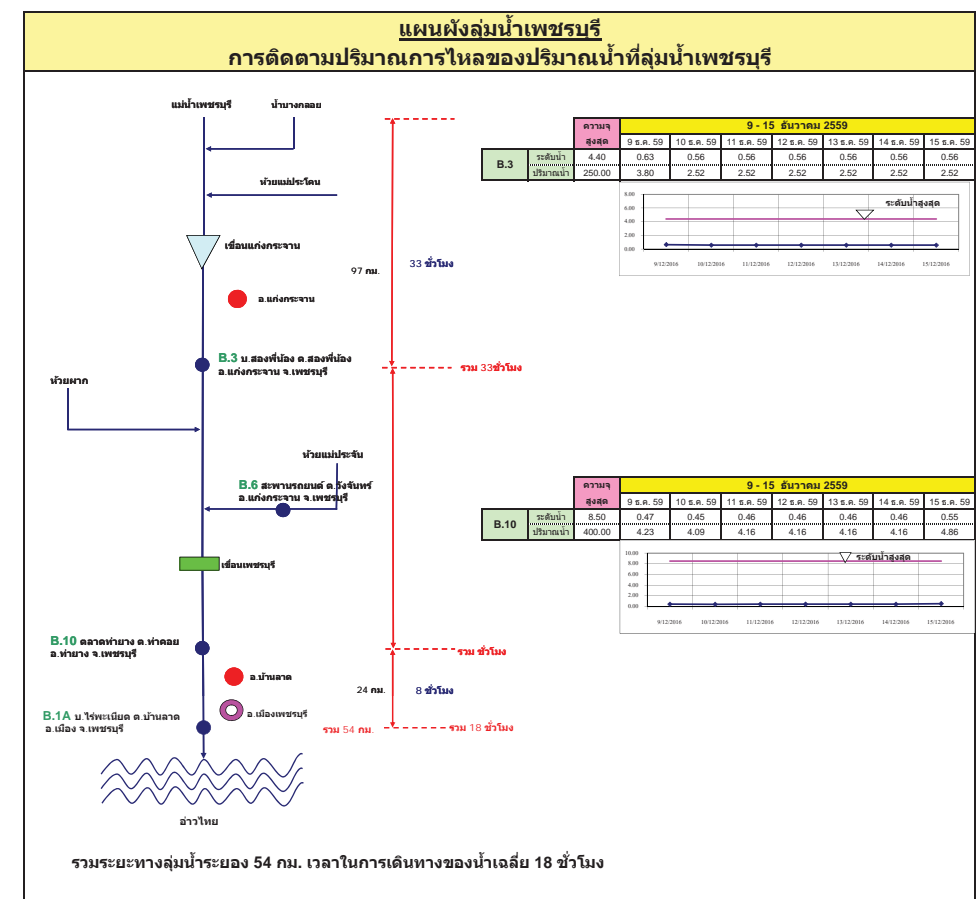 แผนผังลุ่มน้ำเพชรบุรี
การติดตามปริมาณการไหลของปริมาณน้ำที่ลุ่มน้ำเพชรบุรี
แม่น้ำเพชรบุรี
น้ำบางกลอย
ห้วยแม่ประโดน
เขื่อนแก่งกระจาน
97 กม.
33 ชั่วโมง
อ.แก่งกระจาน
B.3 บ.สองพี่น้อง ต.สองพี่น้อง
อ.แก่งกระจาน จ.เพชรบุรี
รวม 33ชั่วโมง
ห้วยผาก
ห้วยแม่ประจัน
B.6 สะพานรถยนต์ ต.วังจันทร์
อ.แก่งกระจาน จ.เพชรบุรี
เขื่อนเพชรบุรี
B.10 ตลาดท่ายาง ต.ท่าคอย
อ.ท่ายาง จ.เพชรบุรี
รวม ชั่วโมง
อ.บ้านลาด
24 กม.
8 ชั่วโมง
อ.เมืองเพชรบุรี
B.1A บ.ไร่พะเนียด ต.บ้านลาด
อ.เมือง จ.เพชรบุรี
รวม 54 กม.
รวม 18 ชั่วโมง
อ่าวไทย
รวมระยะทางลุ่มน้ำระยอง 54 กม. เวลาในการเดินทางของน้ำเฉลี่ย 18 ชั่วโมง
ความจุ 9 - 15 ธันวาคม 2559
สูงสุด 9 ธ.ค. 59 10 ธ.ค. 59 11 ธ.ค. 59 12 ธ.ค. 59 13 ธ.ค. 59 14 ธ.ค. 59 15 ธ.ค. 59
B.3
ระดับน้ำ 4.40 0.63 0.56 0.56 0.56 0.56 0.56 0.56
ปริมาณน้ำ 250.00 3.80 2.52 2.52 2.52 2.52 2.52 2.52
8.00
6.00
4.00
2.00
0.00
ระดับน้ำสูงสุด
9/12/2016 10/12/2016 11/12/2016 12/12/2016 13/12/2016 14/12/2016 15/12/2016
ความจุ 9 - 15 ธันวาคม 2559
สูงสุด 9 ธ.ค. 59 10 ธ.ค. 59 11 ธ.ค. 59 12 ธ.ค. 59 13 ธ.ค. 59 14 ธ.ค. 59 15 ธ.ค. 59
B.10
ระดับน้ำ 8.50 0.47 0.45 0.46 0.46 0.46 0.46 0.55
ปริมาณน้ำ 400.00 4.23 4.09 4.16 4.16 4.16 4.16 4.86
10.00
8.00
6.00
4.00
2.00
0.00
ระดับน้ำสูงสุด
9/12/2016 10/12/2016 11/12/2016 12/12/2016 13/12/2016 14/12/2016 15/12/2016